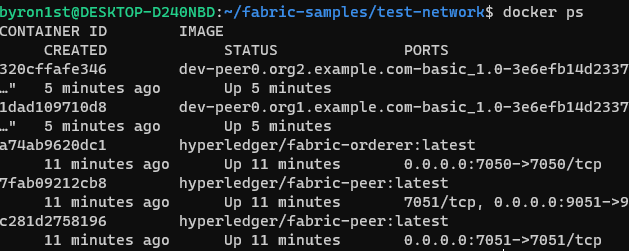 byron1st@DESKTOP-D240NBD:~/fabric-samples/test-network$ docker ps
CONTAINER ID IMAGE
CREATED STATUS PORTS
320cffafe346 dev-peer0.org2.example.com-basic_1.0-3e6efb14d2337
…" 5 minutes ago Up 5 minutes
1dad109710d8 dev-peer0.org1.example.com-basic_1.0-3e6efb14d2337
…" 5 minutes ago Up 5 minutes
a74ab9620dc1 hyperledger/fabric-orderer:latest
11 minutes ago Up 11 minutes 0.0.0.0:7050->7050/tcp
7fab09212cb8 hyperledger/fabric-peer:latest
11 minutes ago Up 11 minutes 7051/tcp, 0.0.0.0:9051->9
c281d2758196 hyperledger/fabric-peer:latest
11 minutes ago Up 11 minutes 0.0.0.0:7051->7051/tcp